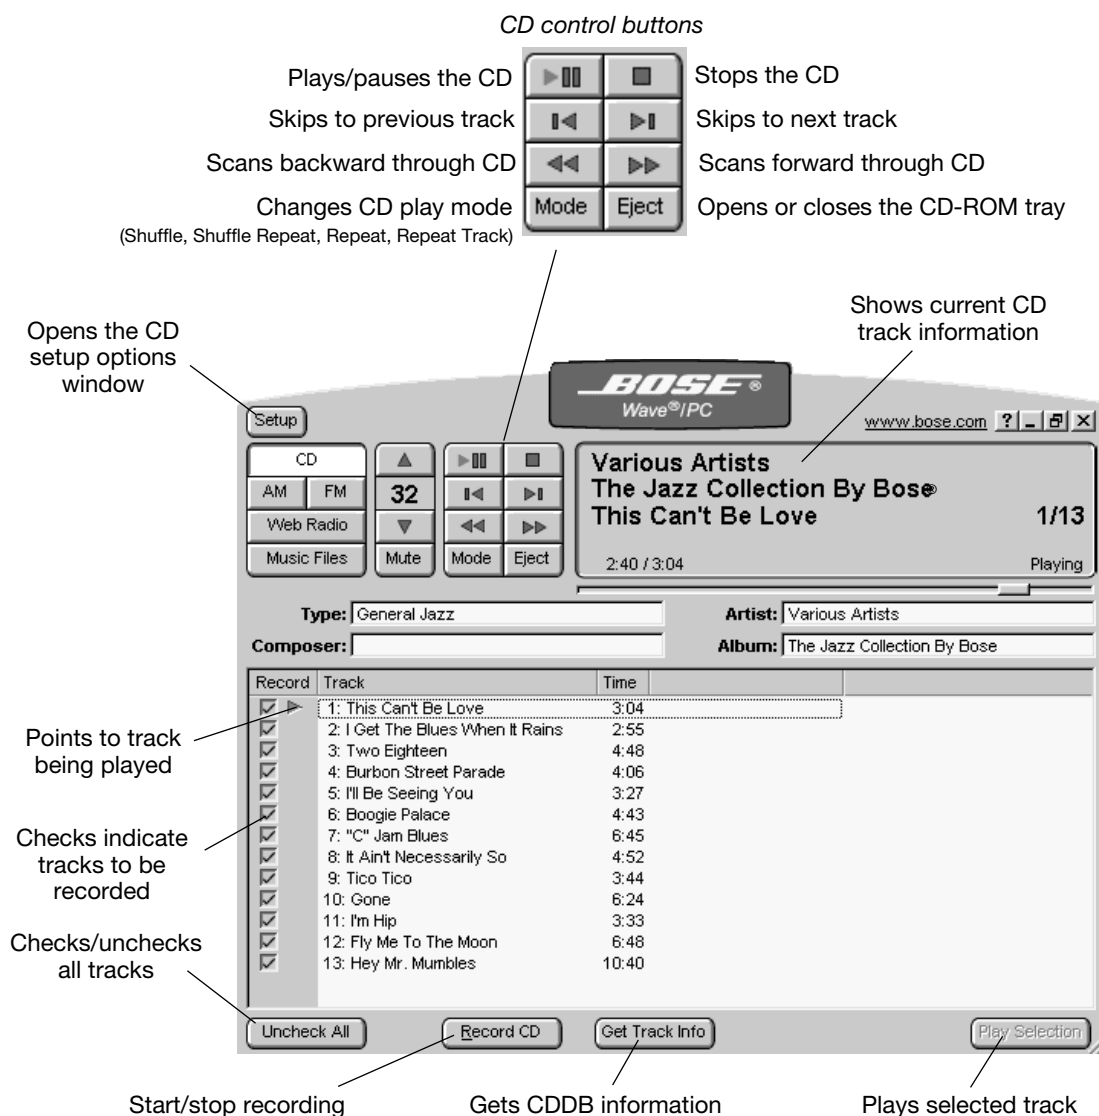 CD control buttons
Plays/pauses the CD
Stops the CD
Skips to previous track
Skips to next track
Scans backward through CD
Scans forward through CD
Changes CD play mode
(Shuffle, Shuffle Repeat, Repeat, Repeat Track)
Mode
Eject
Opens or closes the CD-ROM tray
Opens the CD
setup options
window
Shows current CD
track information
BOSE®
Wave®/PC
Setup
www.bose.com
?
CD
AM
FM
Web Radio
Music Files
32
Mute
Mode
Eject
Various Artists
The Jazz Collection By Bose®
This Can't Be Love
1/13
2:40 / 3:04
Playing
Type: General Jazz
Artist: Various Artists
Composer:
Album: The Jazz Collection By Bose
Record Track Time
1: This Can't Be Love 3:04
2: I Get The Blues When It Rains 2:55
3: Two Eighteen 4:48
4: Burbon Street Parade 4:06
5: I'll Be Seeing You 3:27
6: Boogie Palace 4:43
7: "C" Jam Blues 6:45
8: It Ain't Necessarily So 4:52
9: Tico Tico 3:44
10: Gone 6:24
11: I'm Hip 3:33
12: Fly Me To The Moon 6:48
13: Hey Mr. Mumbles 10:40
Points to track
being played
Checks indicate
tracks to be
recorded
Checks/unchecks
all tracks
Uncheck All
Record CD
Get Track Info
Play Selection
Start/stop recording
Gets CDDB information
Plays selected track